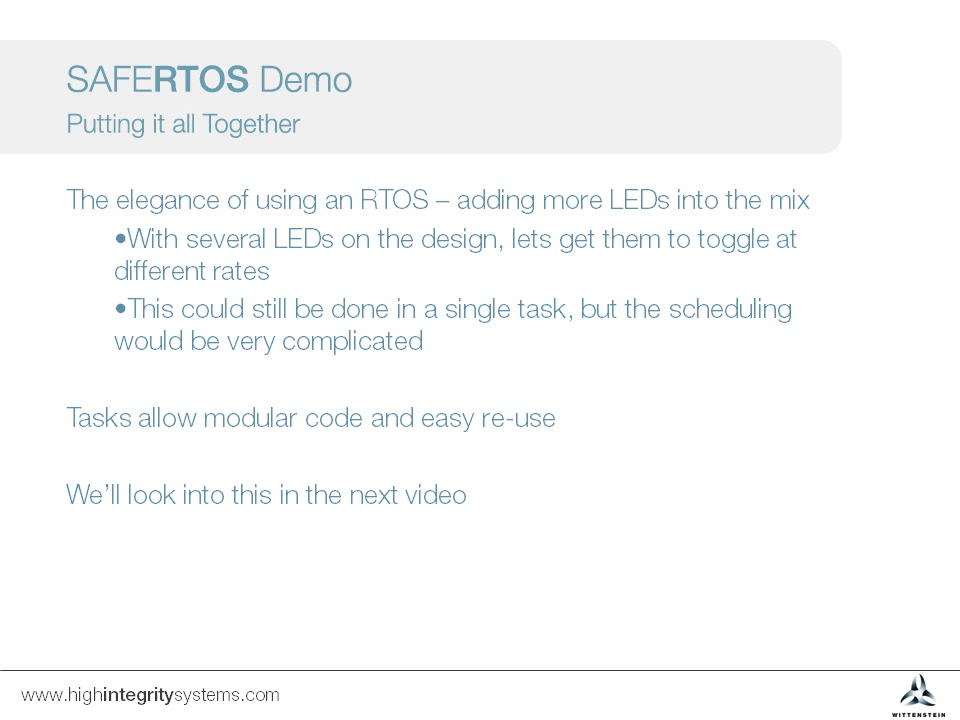 SAFERTOS Demo
Putting it all Together
The elegance of using an RTOS – adding more LEDs into the mix
•With several LEDs on the design, lets get them to toggle at
different rates
•This could still be done in a single task, but the scheduling
would be very complicated
Tasks allow modular code and easy re-use
We’ll look into this in the next video
www.highintegritysystems.com
WITTENSTEIN